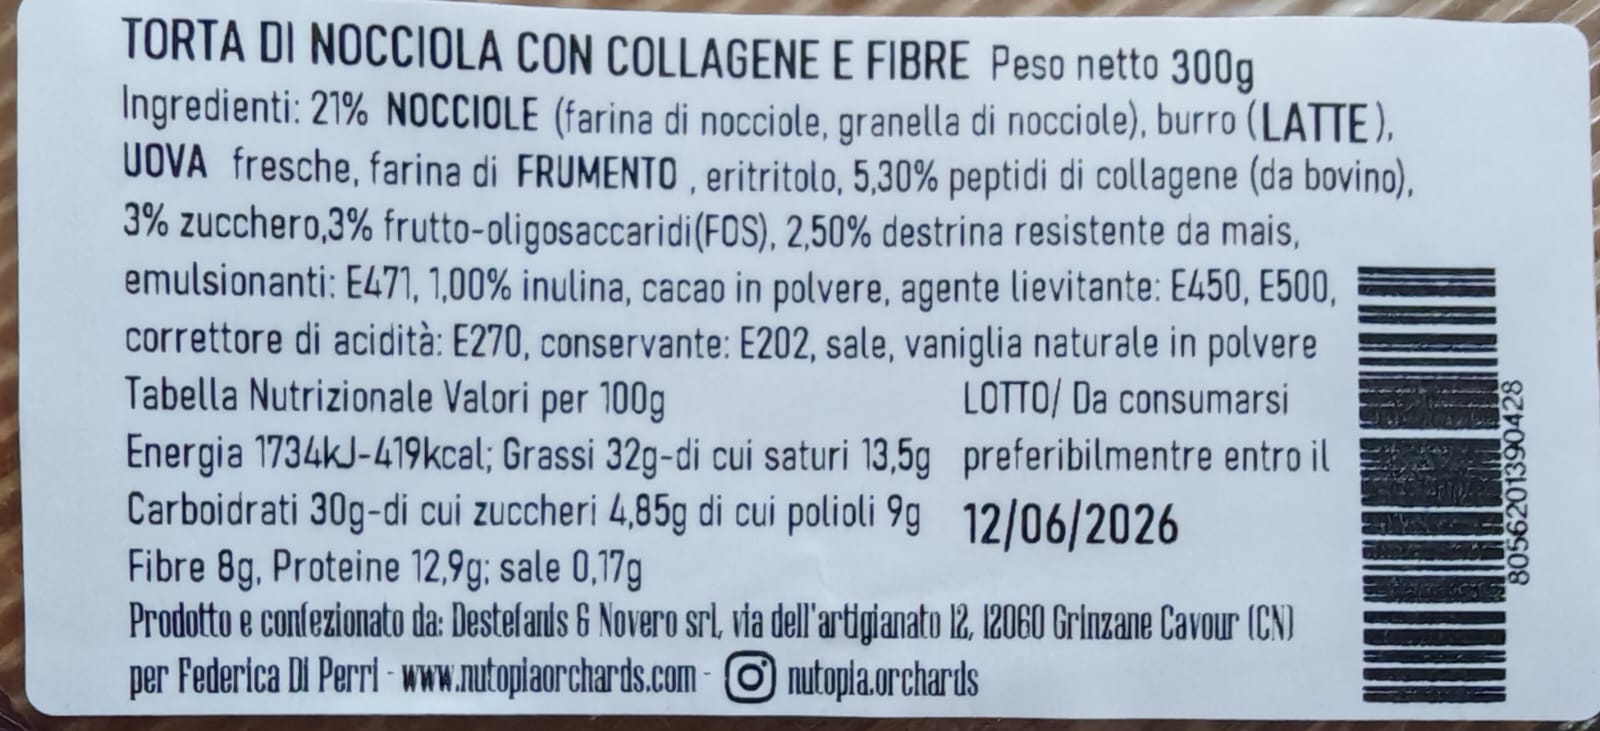 TORTA DI NOCCIOLA CON COLLAGENE E FIBRE Peso netto 300g
Ingredienti: 21% NOCCIOLE (farina di nocciole, granella di nocciole), burro (LATTE),
UOVA fresche, farina di FRUMENTO , eritritolo, 5,30% peptidi di collagene (da bovino),
3% zucchero,3% frutto-oligosaccaridi(FOS), 2,50% destrina resistente da mais,
emulsionanti: E471, 1,00% inulina, cacao in polvere, agente lievitante: E450, E500,
correttore di acidità: E270, conservante: E202, sale, vaniglia naturale in polvere
Tabella Nutrizionale Valori per 100g
Energia 1734kJ-419kcal; Grassi 32g-di cui saturi 13,5g
Carboidrati 30g-di cui zuccheri 4,85g di cui polioli 9g
Fibre 8g, Proteine 12,9g; sale 0,17g
LOTTO/ Da consumarsi
preferibilmentre entro il
12/06/2026
Prodotto e confezionato da: Destefanis & Novero srl, via dell'artigianato 12, 12060 Grinzane Cavour (CN)
per Federica Di Perri - www.nutopiaorchards.com - nutopia.orchards
8056201390428